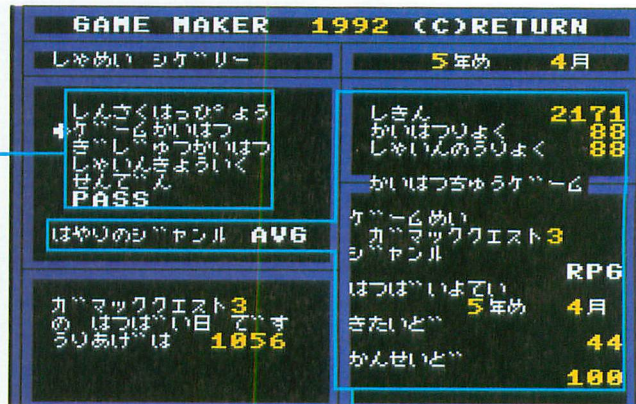 GAME MAKER 1992 (C)RETURN
しゃめい シゲリー
5年め 4月
しんさくはっぴょう
ゲームかいはつ
ぎじゅつかいはつ
しゃいんきょういく
せんでん
PASS
はやりのジャンル AVG
ガマッククエスト3
の はつばい日 です
うりあげは 1056
しきん 2171
かいはつりょく 88
しゃいんのうりょく 88
かいはつちゅうゲーム
ゲームめい
ガマッククエスト3
ジャンル
RPG
はつばいよてい
5年め 4月
きたいど
44
かんせいど
100